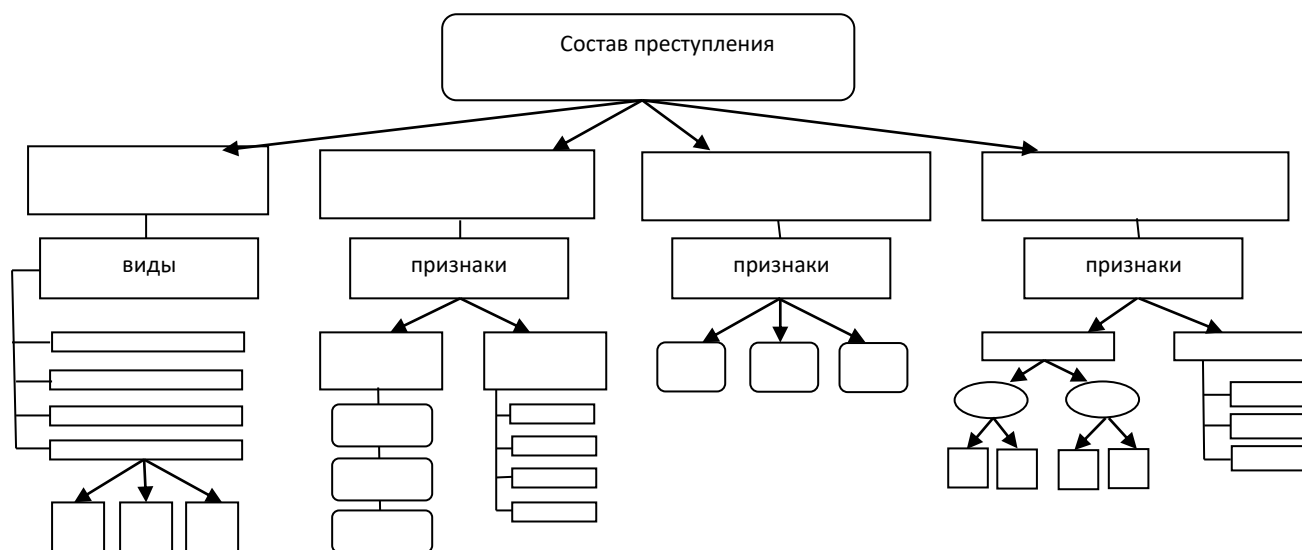 Состав преступления
виды
признаки
признаки
признаки